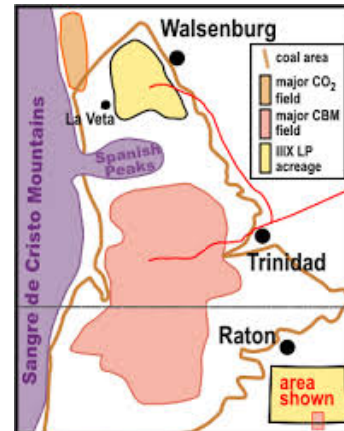 Walsenburg
coal area
major CO₂
field
major CBM
field
IIIX LP
acreage
La Veta
Spanish
Peaks
Sangre de Cristo Mountains
Trinidad
Raton
area
shown